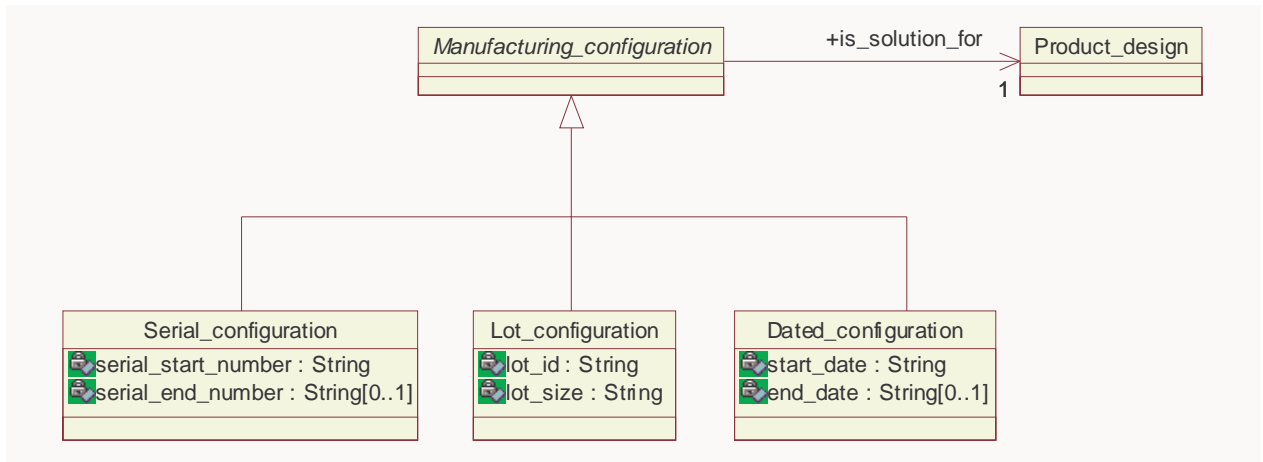 Manufacturing_configuration
+is_solution_for
Product_design
1
Serial_configuration
serial_start_number : String
serial_end_number : String[0..1]
Lot_configuration
lot_id : String
lot_size : String
Dated_configuration
start_date : String
end_date : String[0..1]